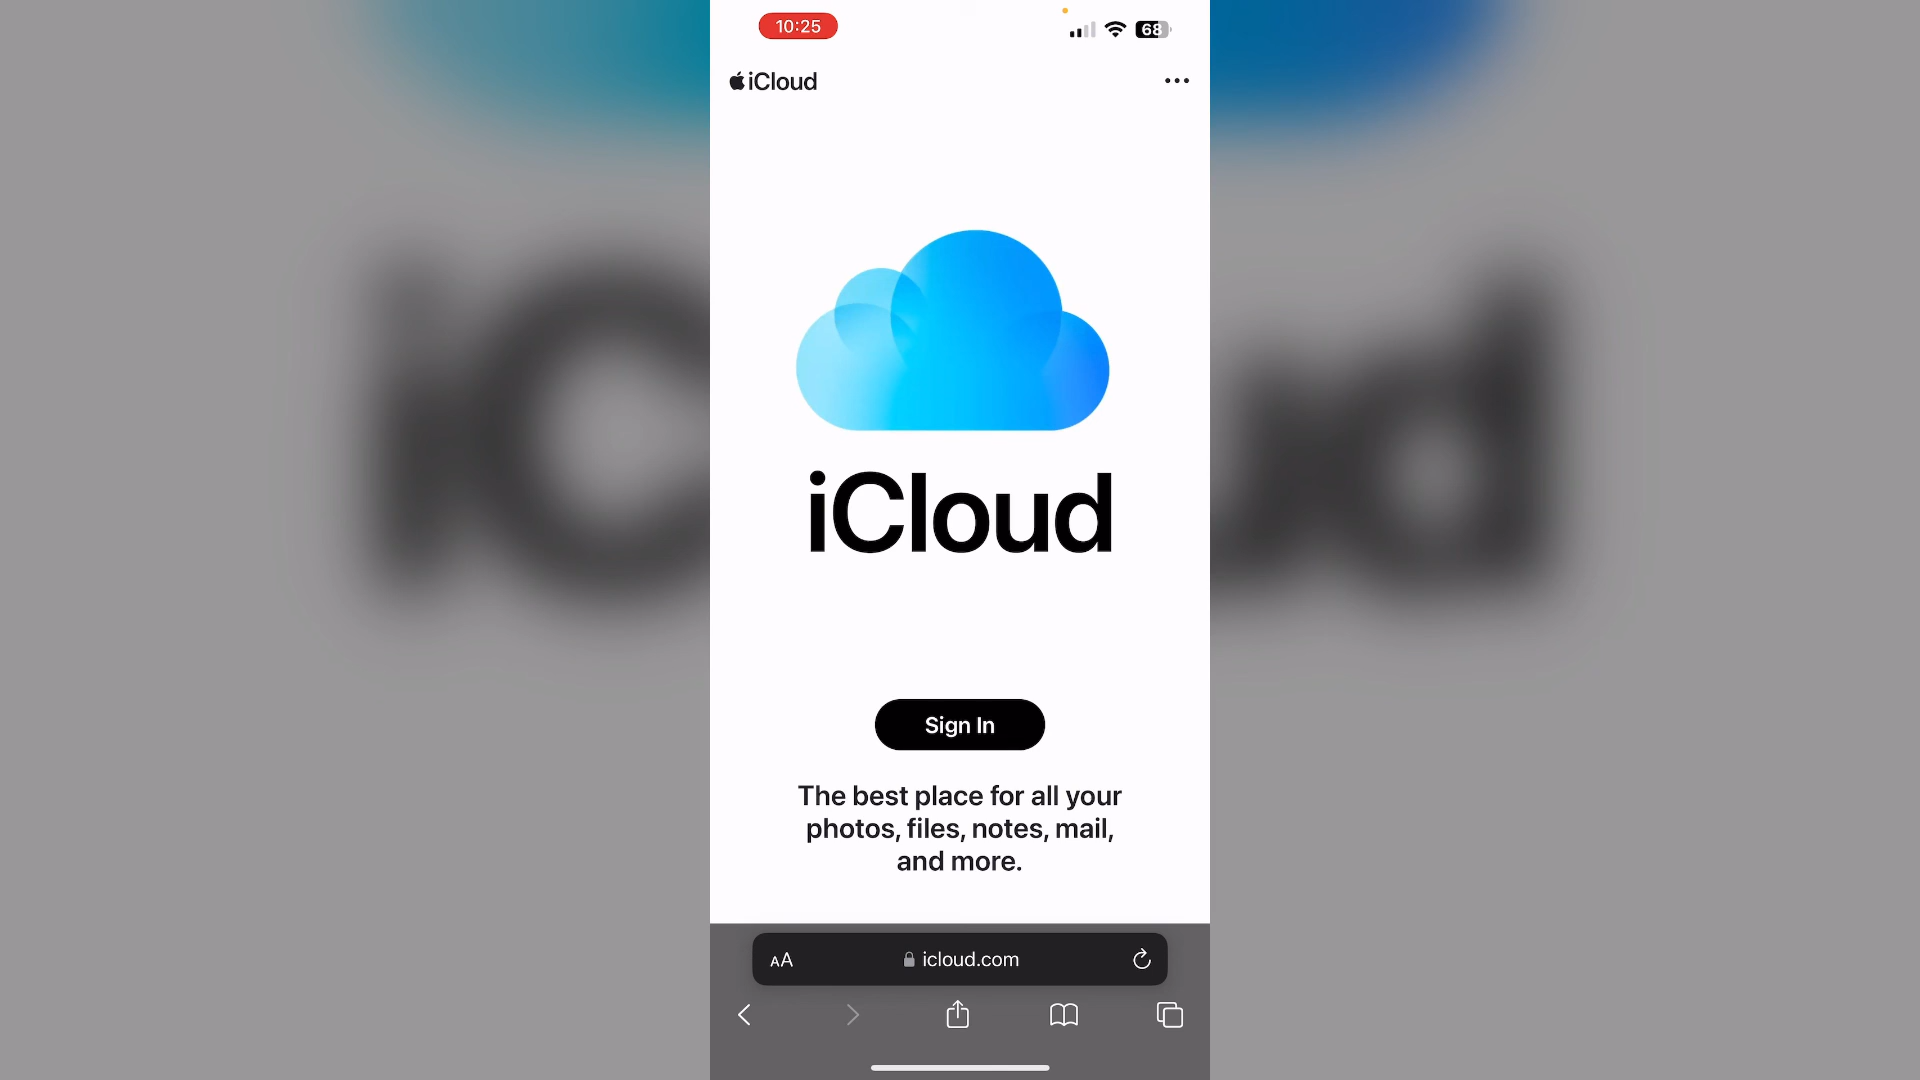 10:25
68
iCloud
iCloud
Sign In
The best place for all your
photos, files, notes, mail,
and more.
AA
icloud.com